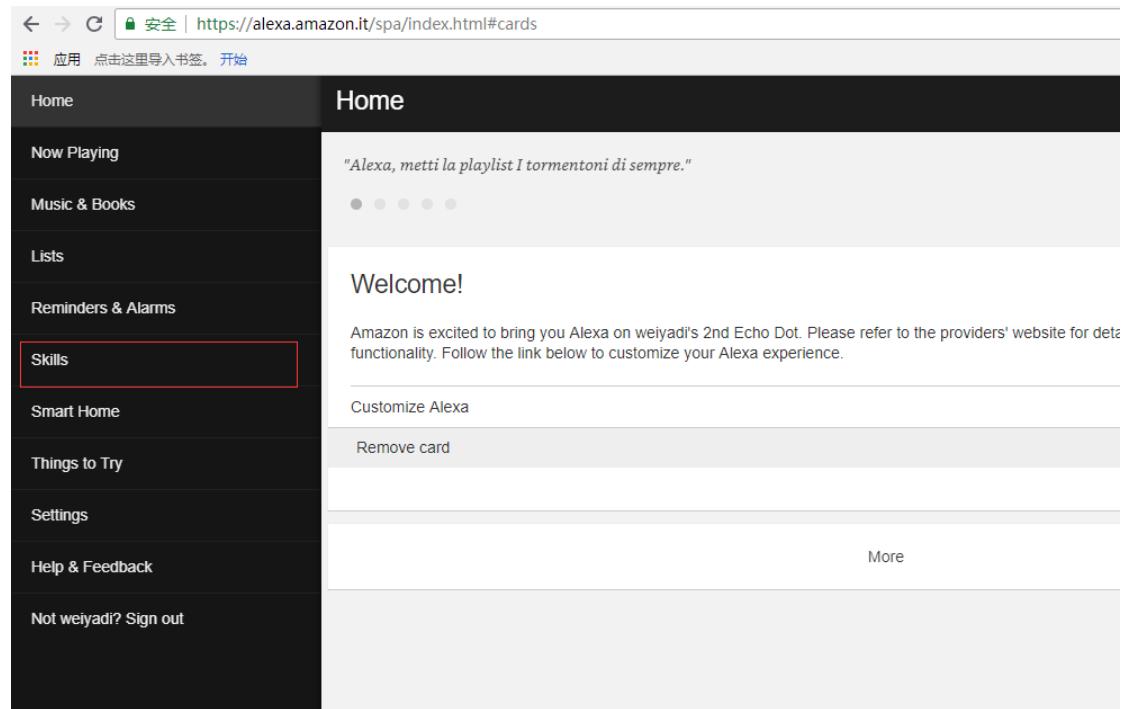 安全 | https://alexa.amazon.it/spa/index.html#cards
应用 点击这里导入书签。 开始
Home
Now Playing
Music & Books
Lists
Reminders & Alarms
Skills
Smart Home
Things to Try
Settings
Help & Feedback
Not weiyadi? Sign out
Home
"Alexa, metti la playlist I tormentoni di sempre."
Welcome!
Amazon is excited to bring you Alexa on weiyadi's 2nd Echo Dot. Please refer to the providers' website for
functionality. Follow the link below to customize your Alexa experience.
Customize Alexa
Remove card
More